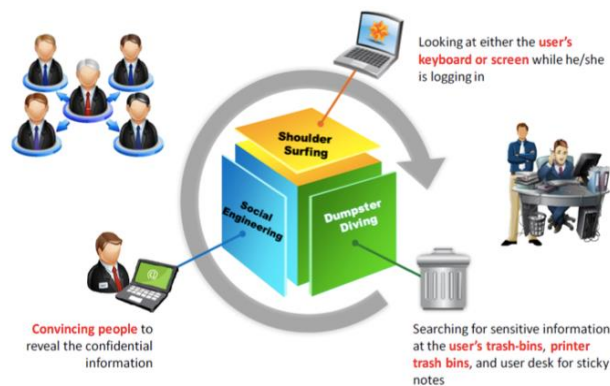 Looking at either the user's
keyboard or screen while he/she
is logging in
Shoulder
Surfing
Social
Engineering
Dumpster
Diving
Convincing people to
reveal the confidential
information
Searching for sensitive information
at the user's trash-bins, printer
trash bins, and user desk for sticky
notes